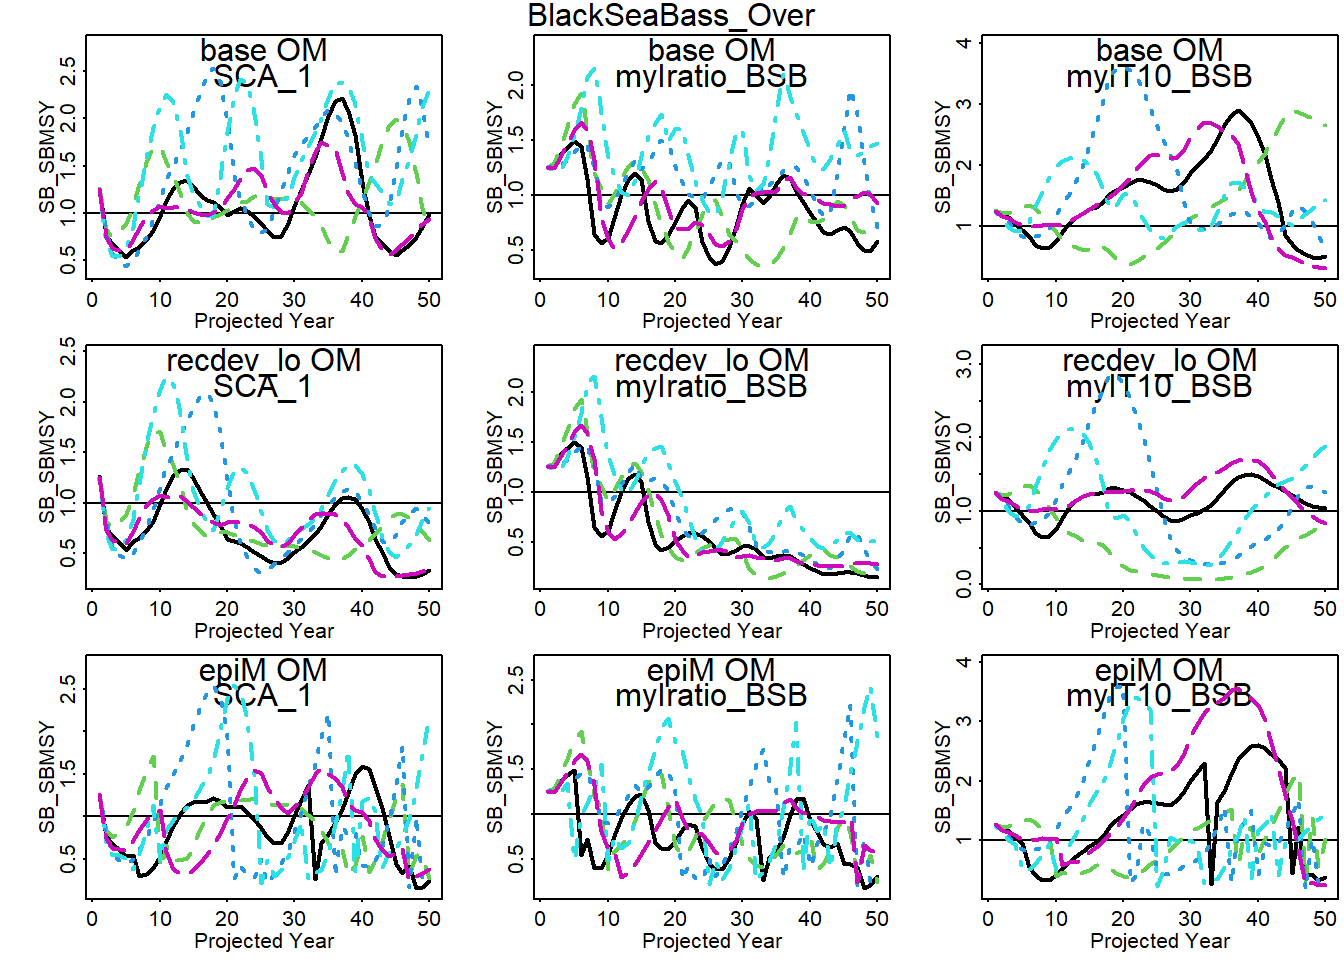 BlackSeaBass_Over
base OM
SCA_1
SB_SBMSY
0.5 1.0 1.5 2.0 2.5
0 10 20 30 40 50
Projected Year
base OM
myIratio_BSB
SB_SBMSY
0.5 1.0 1.5 2.0
0 10 20 30 40 50
Projected Year
base OM
myIT10_BSB
SB_SBMSY
1 2 3 4
0 10 20 30 40 50
Projected Year
recdev_lo OM
SCA_1
SB_SBMSY
0.5 1.0 1.5 2.0 2.5
0 10 20 30 40 50
Projected Year
recdev_lo OM
myIratio_BSB
SB_SBMSY
0.5 1.0 1.5 2.0
0 10 20 30 40 50
Projected Year
recdev_lo OM
myIT10_BSB
SB_SBMSY
0.0 1.0 2.0 3.0
0 10 20 30 40 50
Projected Year
epiM OM
SCA_1
SB_SBMSY
0.5 1.5 2.5
0 10 20 30 40 50
Projected Year
epiM OM
myIratio_BSB
SB_SBMSY
0.5 1.5 2.5
0 10 20 30 40 50
Projected Year
epiM OM
myIT10_BSB
SB_SBMSY
1 2 3 4
0 10 20 30 40 50
Projected Year